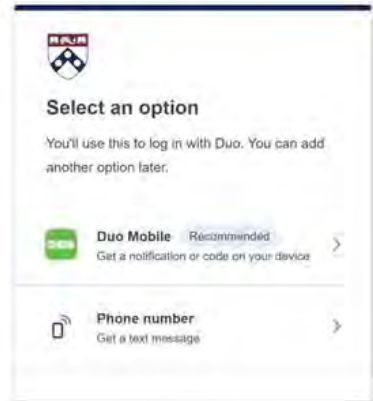 Select an option
You'll use this to log in with Duo. You can add
another option later.
Duo Mobile Recommended
Get a notification or code on your device
Phone number
Get a text message